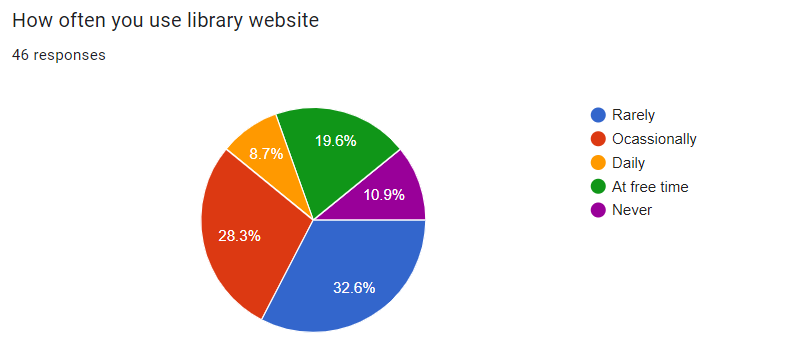 How often you use library website
46 responses
19.6%
8.7%
10.9%
28.3%
32.6%
Rarely
Ocassionally
Daily
At free time
Never